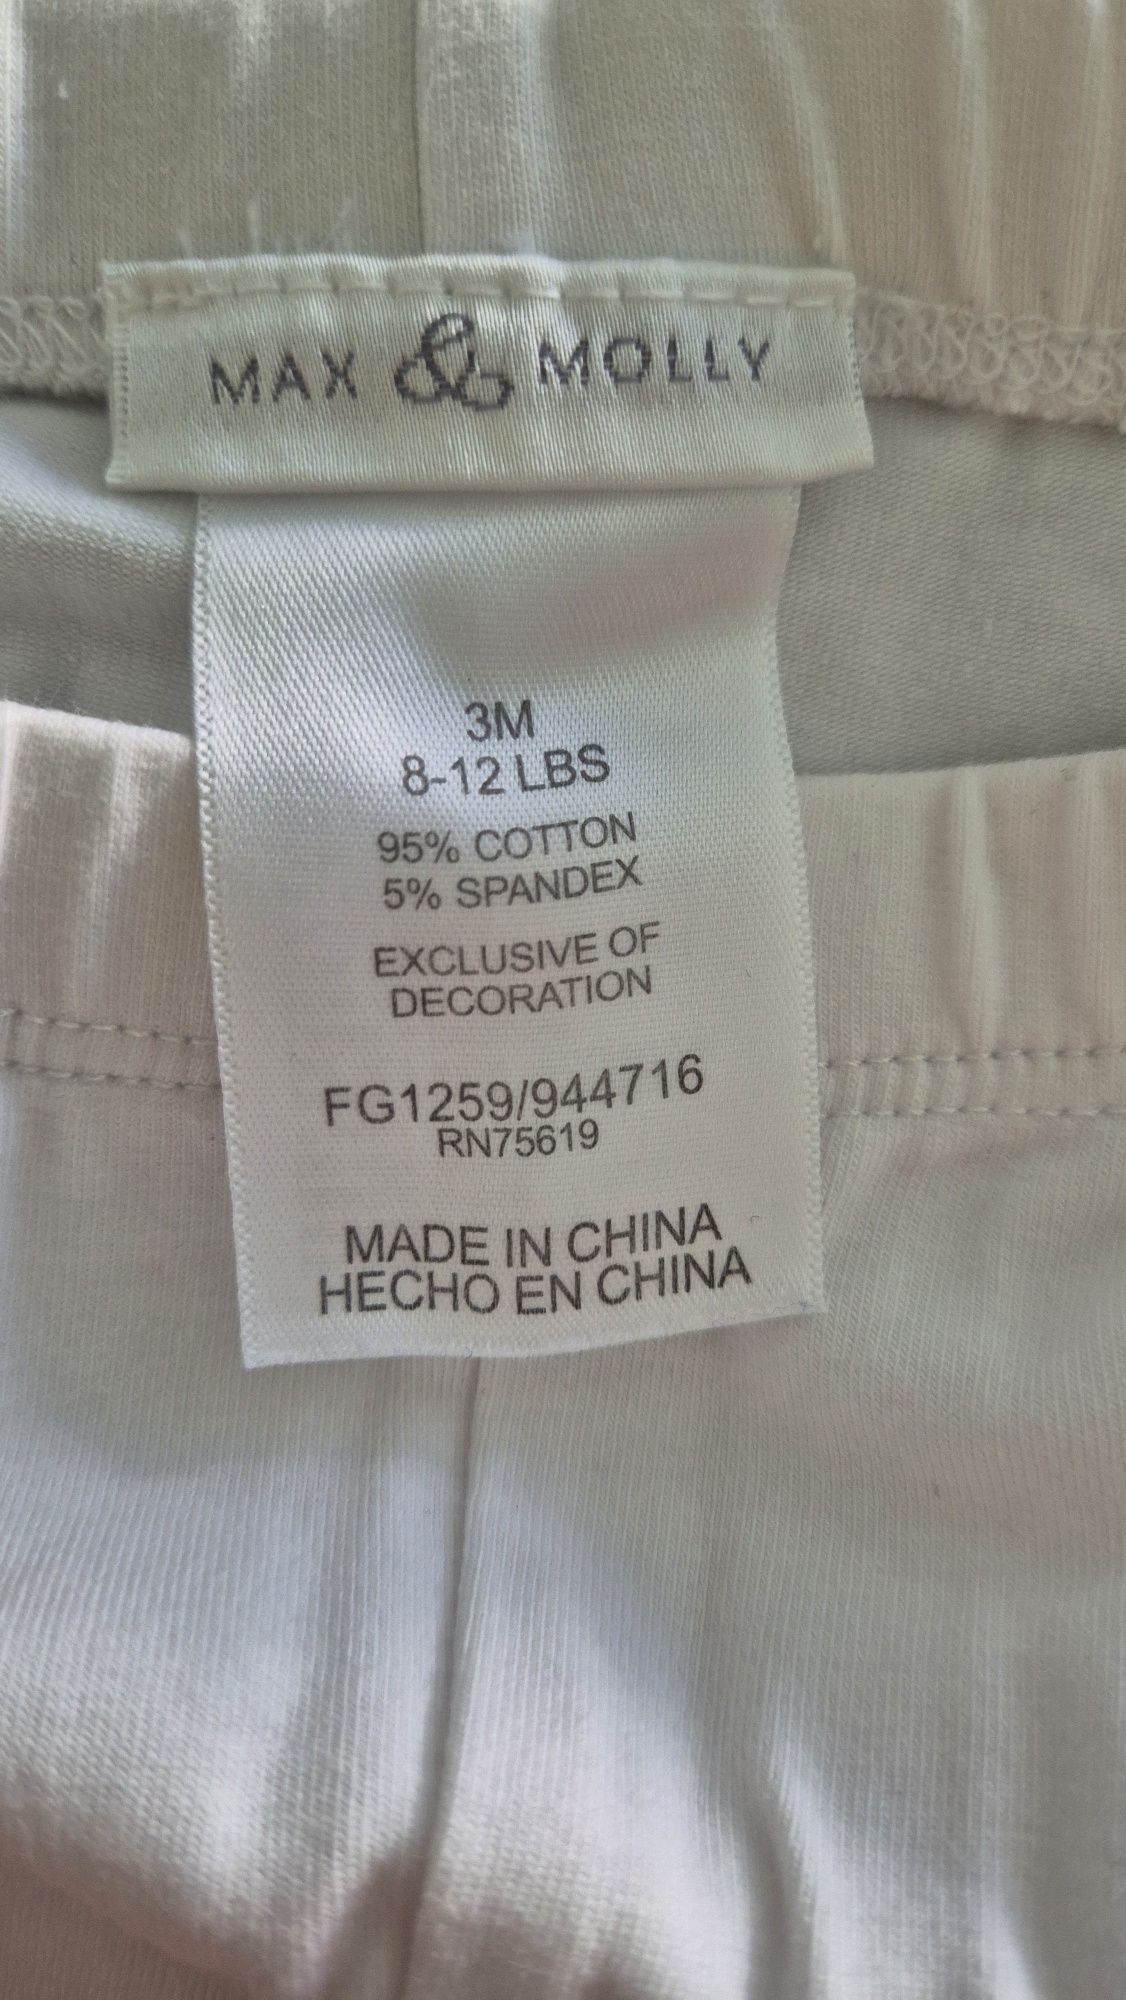 MAX & MOLLY
3M
8-12 LBS
95% COTTON
5% SPANDEX
EXCLUSIVE OF
DECORATION
FG1259/944716
RN75619
MADE IN CHINA
HECHO EN CHINA